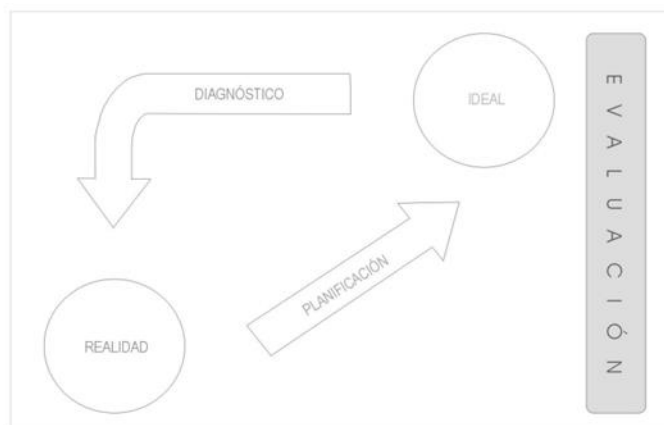 DIAGNÓSTICO
IDEAL
PLANIFICACIÓN
REALIDAD
EVALUACIÓN